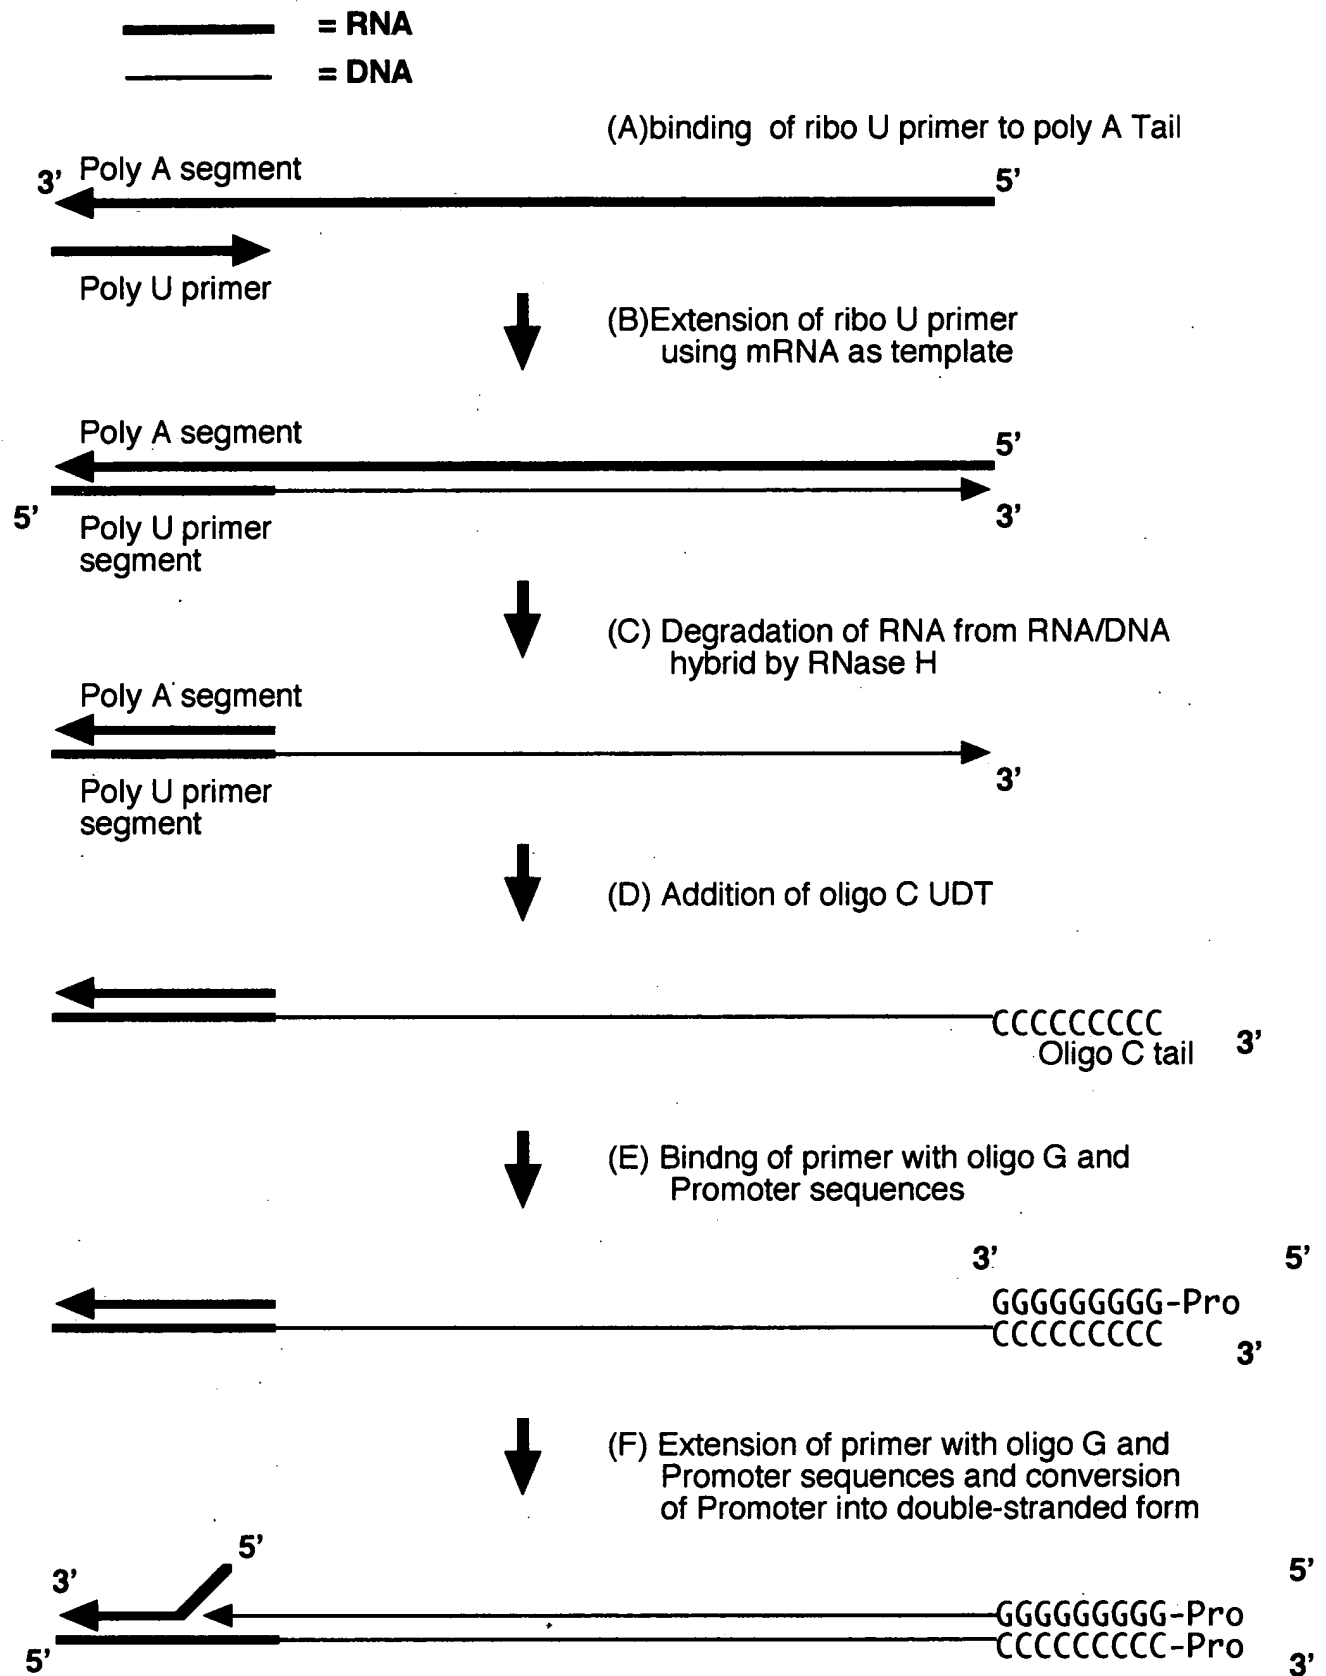 = RNA
= DNA
(A)binding of ribo U primer to poly A Tail
3' Poly A segment 5'
Poly U primer
(B)Extension of ribo U primer
using mRNA as template
Poly A segment 5'
5' 3'
Poly U primer
segment
(C) Degradation of RNA from RNA/DNA
hybrid by RNase H
Poly A segment
3'
Poly U primer
segment
(D) Addition of oligo C UDT
CCCCCCCCC
Oligo C tail 3'
(E) Bindng of primer with oligo G and
Promoter sequences
3' 5'
GGGGGGGGG-Pro
CCCCCCCCC
3'
(F) Extension of primer with oligo G and
Promoter sequences and conversion
of Promoter into double-stranded form
5'
3' 5'
GGGGGGGGG-Pro
CCCCCCCCC-Pro
5' 3'